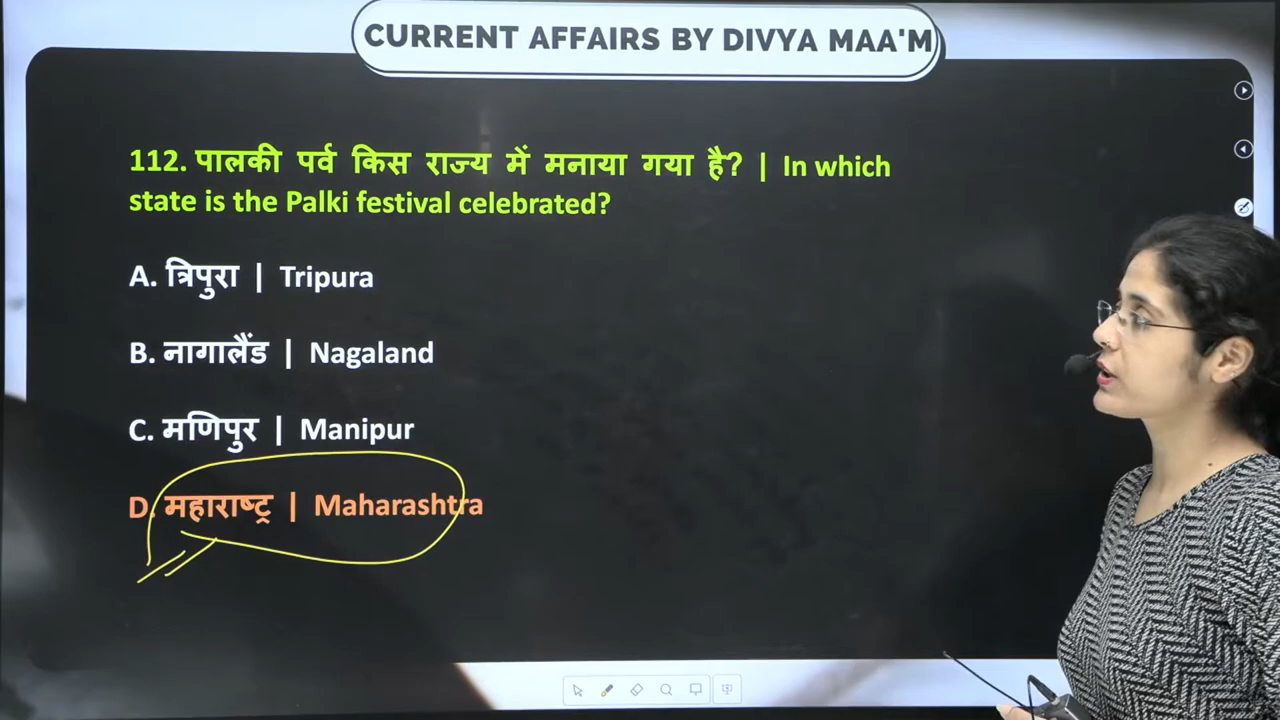 CURRENT AFFAIRS BY DIVYA MAA'M
112. पालकी पर्व किस राज्य में मनाया गया है? | In which
state is the Palki festival celebrated?
A. त्रिपुरा | Tripura
B. नागालैंड | Nagaland
C. मणिपुर | Manipur
D. महाराष्ट्र | Maharashtra